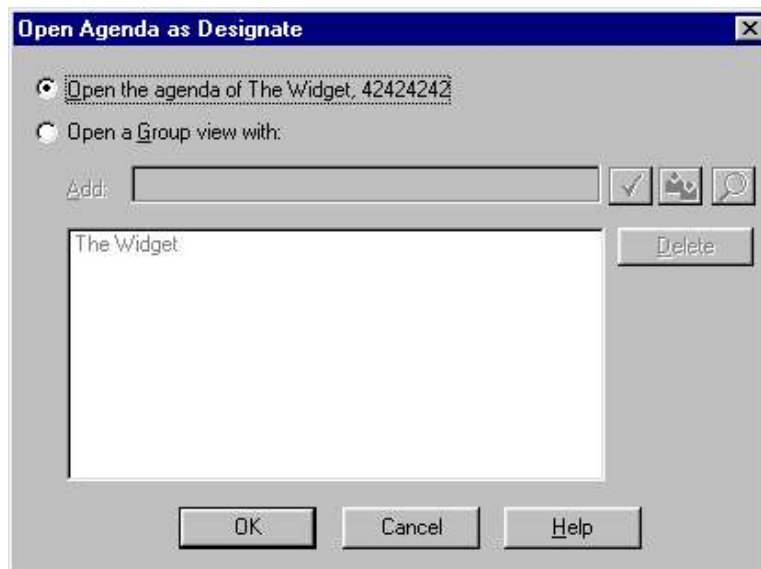 Open Agenda as Designate
Open the agenda of The Widget, 42424242
Open a Group view with:
Add:
The Widget
Delete
OK
Cancel
Help